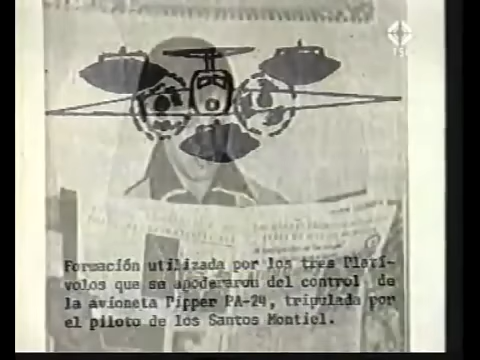 Formación utilizada por los tres Platí-
volos que se apoderaron del control de
la avioneta Pipper PA-24, tripulada por
el piloto de los Santos Montiel.